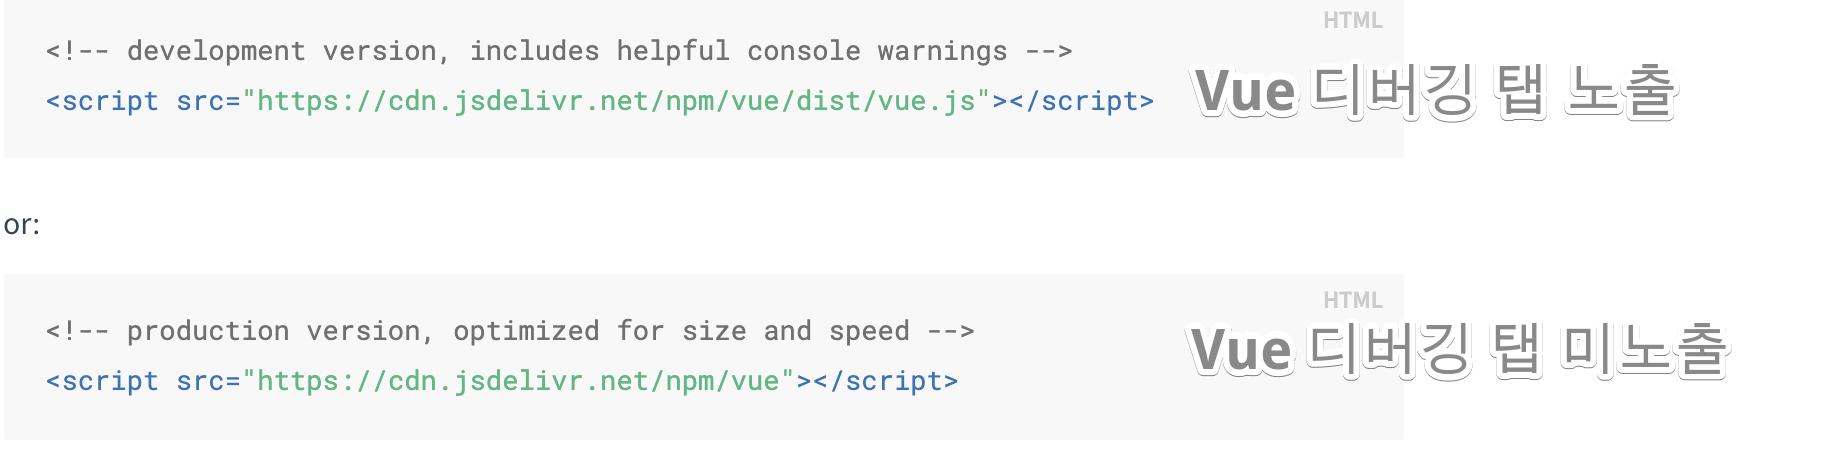 HTML
<!-- development version, includes helpful console warnings -->
<script src="https://cdn.jsdelivr.net/npm/vue/dist/vue.js"></script>
Vue 디버깅 탭 노출
or:
HTML
<!-- production version, optimized for size and speed -->
Vue 디버깅 탭 미노출
<script src="https://cdn.jsdelivr.net/npm/vue"></script>